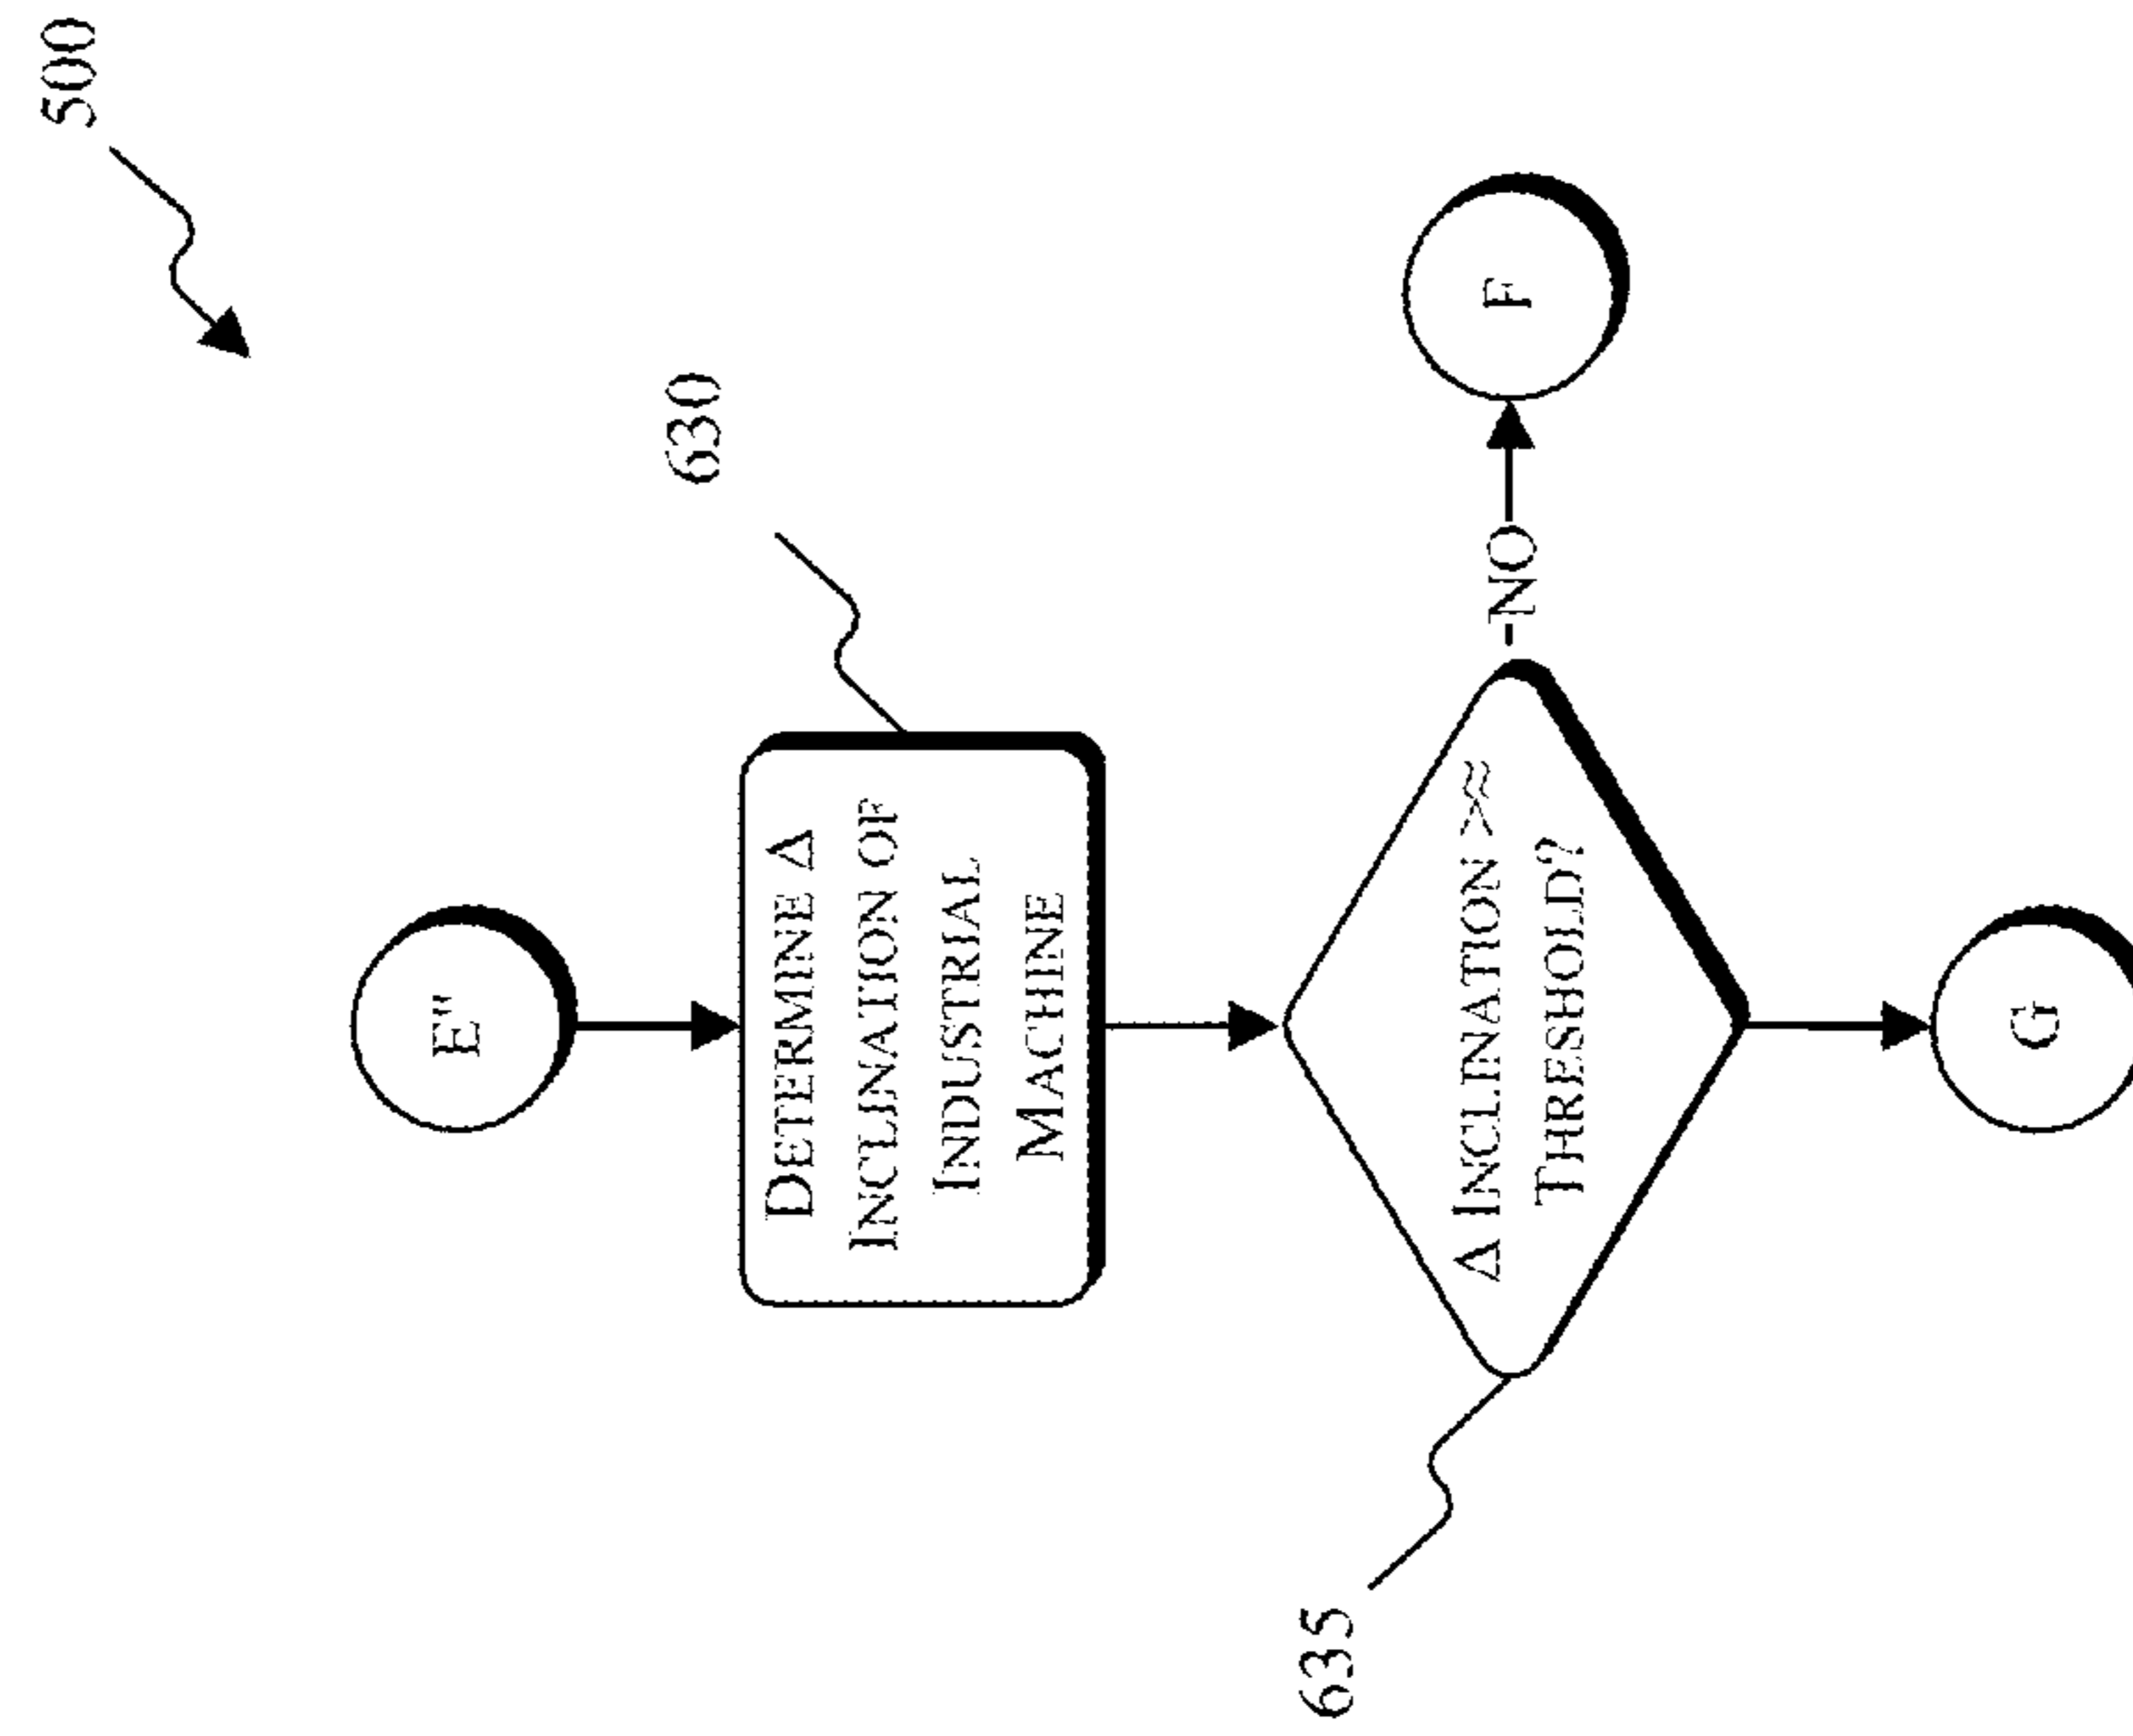 500
E"
630
DETERMINE Δ
INCLINATION OF
INDUSTRIAL
MACHINE
635
Δ INCLINATION >≈
THRESHOLD?
NO
F
G